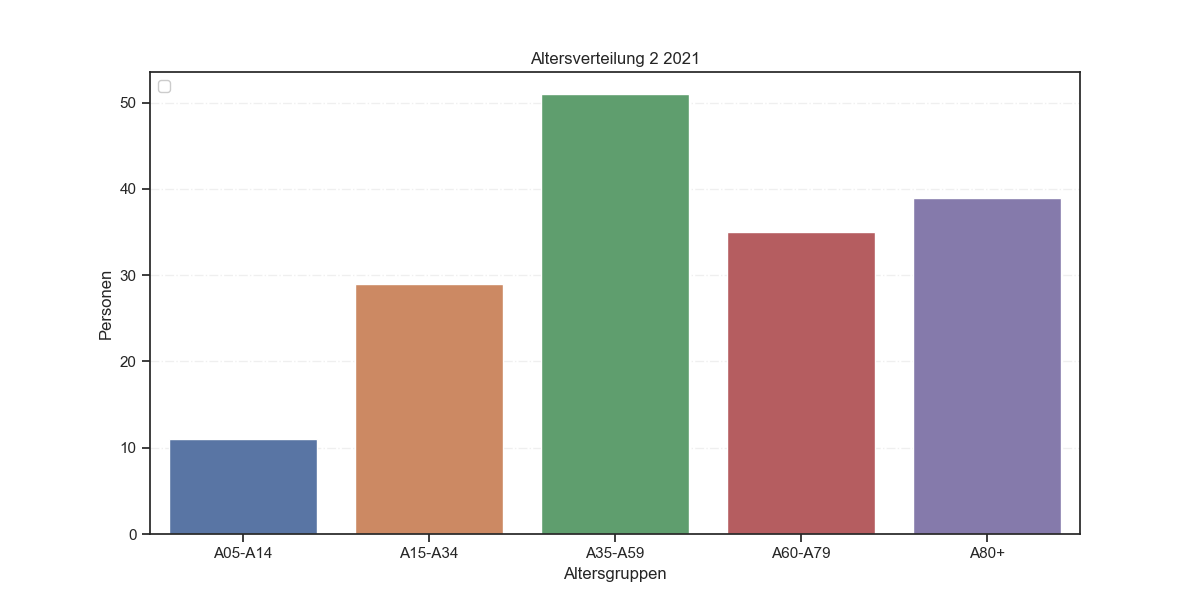 Altersverteilung 2 2021
50
40
30
20
10
0
Personen
A05-A14
A15-A34
A35-A59
A60-A79
A80+
Altersgruppen